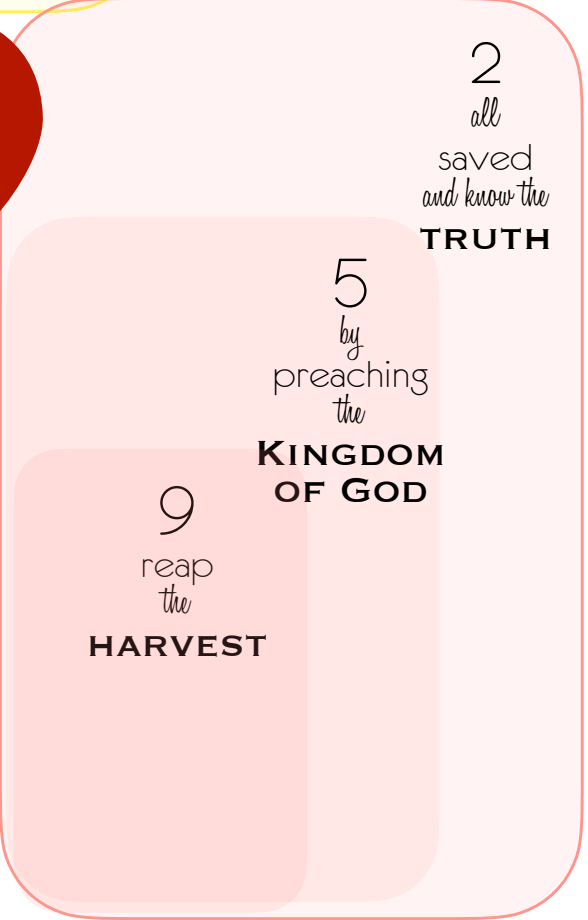 2
all
saved
and know the
TRUTH
5
by
preaching
the
KINGDOM
OF GOD
9
reap
the
HARVEST